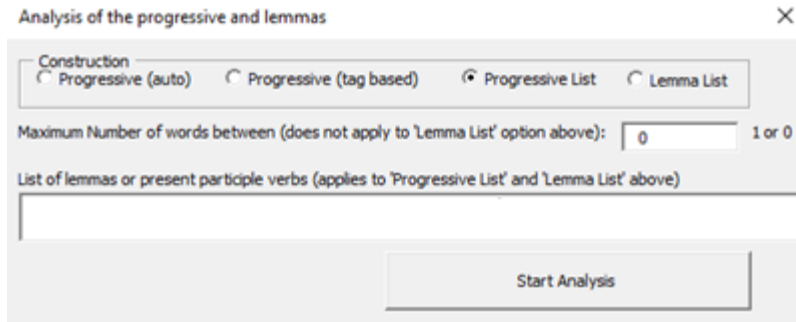 Analysis of the progressive and lemmas
Construction
Progressive (auto) Progressive (tag based) Progressive List Lemma List
Maximum Number of words between (does not apply to 'Lemma List' option above): 0 1 or 0
List of lemmas or present participle verbs (applies to 'Progressive List' and 'Lemma List' above)
Start Analysis